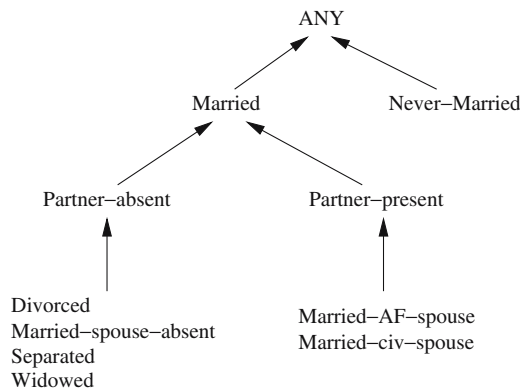 ANY
Married
Never–Married
Partner–absent
Partner–present
Divorced
Married–spouse–absent
Separated
Widowed
Married–AF–spouse
Married–civ–spouse